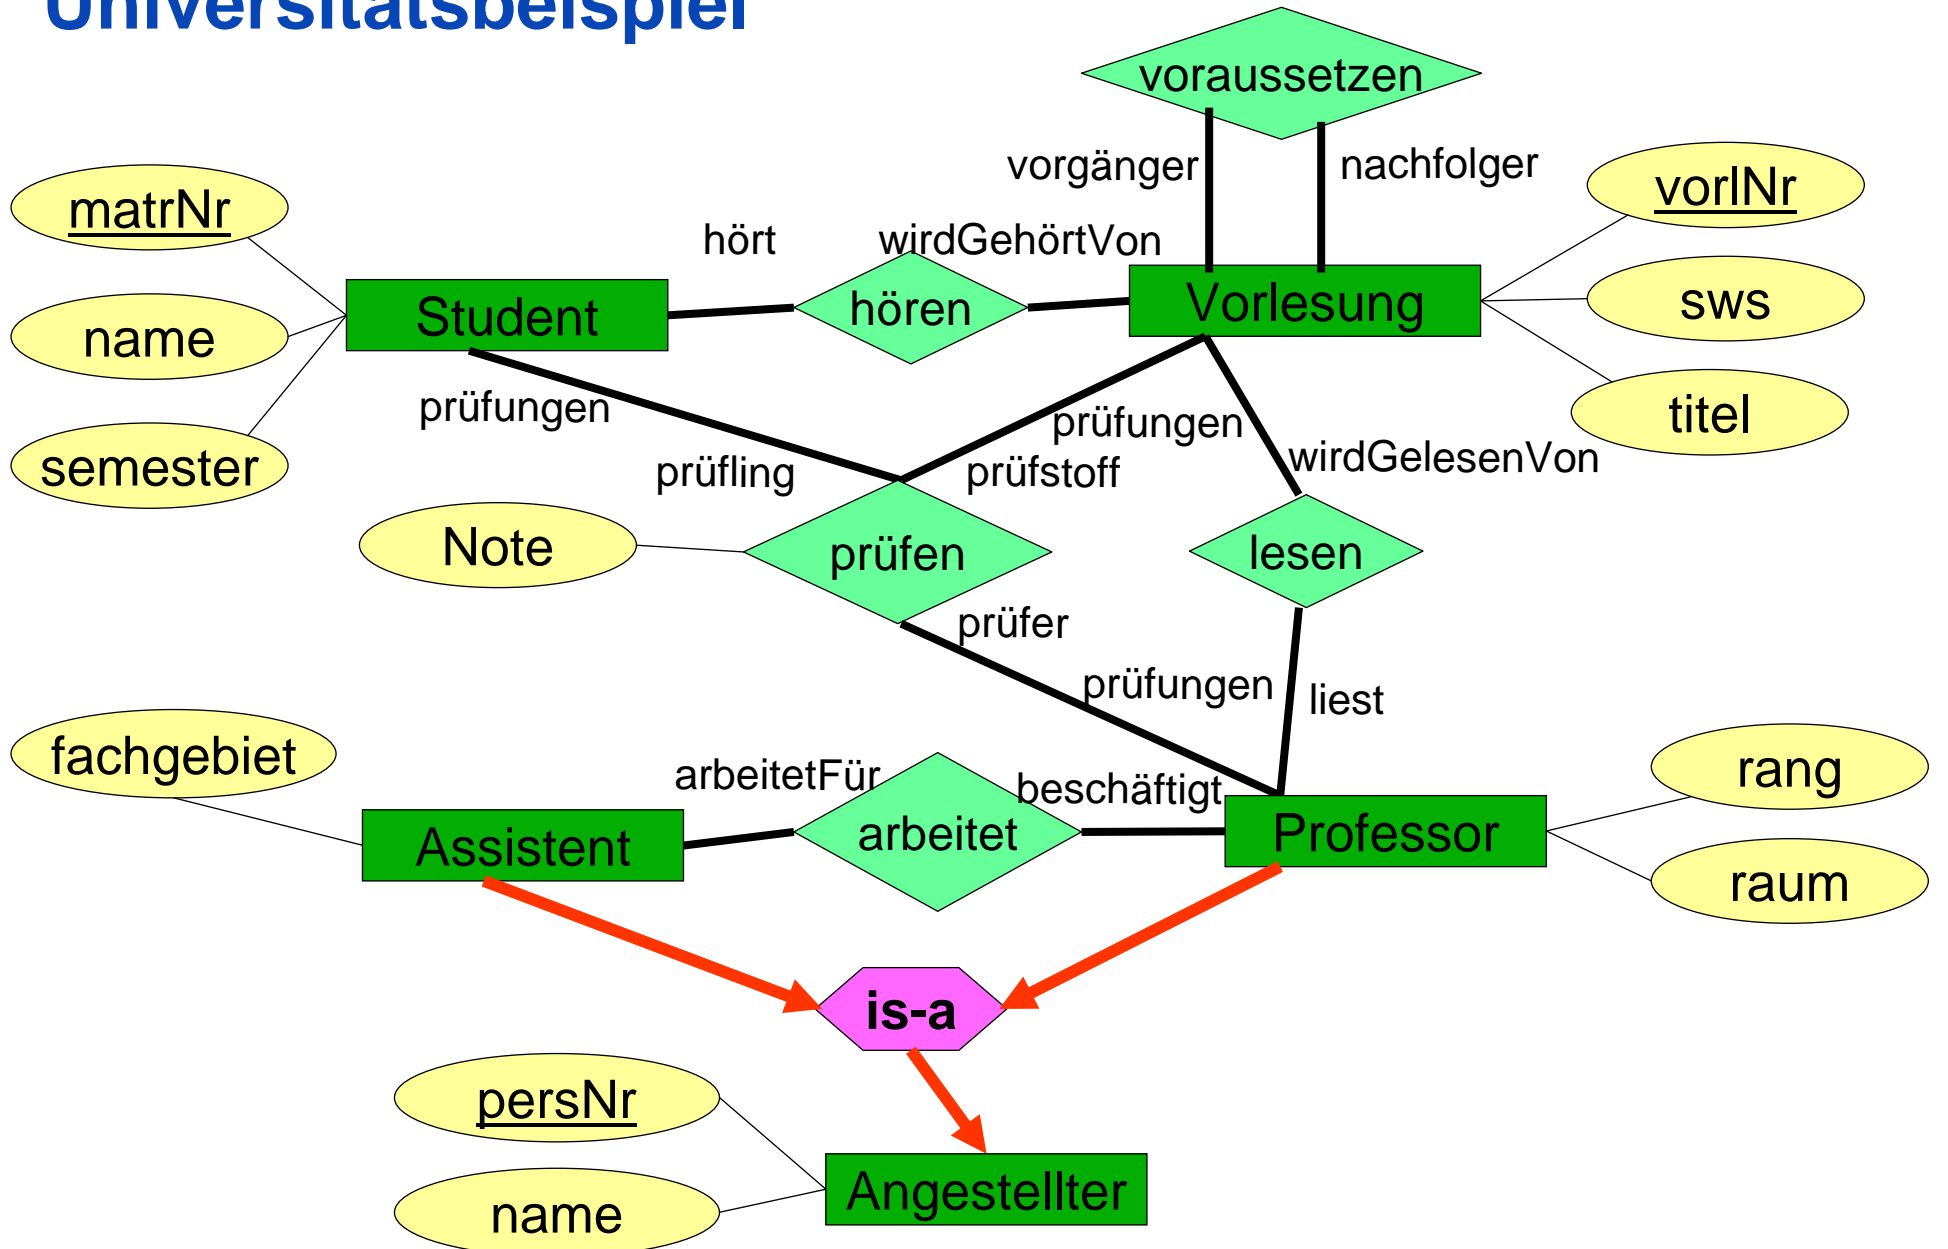 Universitätsbeispiel
voraussetzen
vorgänger
nachfolger
matrNr
vorlNr
hört
wirdGehörtVon
Student
hören
Vorlesung
name
sws
semester
titel
prüfungen
prüfungen
prüfling
prüfstoff
wirdGelesenVon
Note
prüfen
lesen
prüfer
prüfungen
liest
fachgebiet
arbeitetFür
beschäftigt
rang
Assistent
arbeitet
Professor
raum
is-a
persNr
Angestellter
name